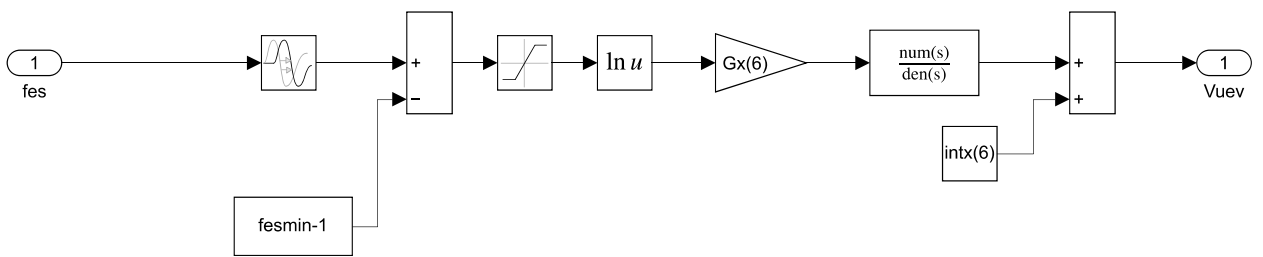 1
fes
+
−
fesmin-1
ln u
Gx(6)
num(s)
den(s)
intx(6)
+
+
1
Vuev